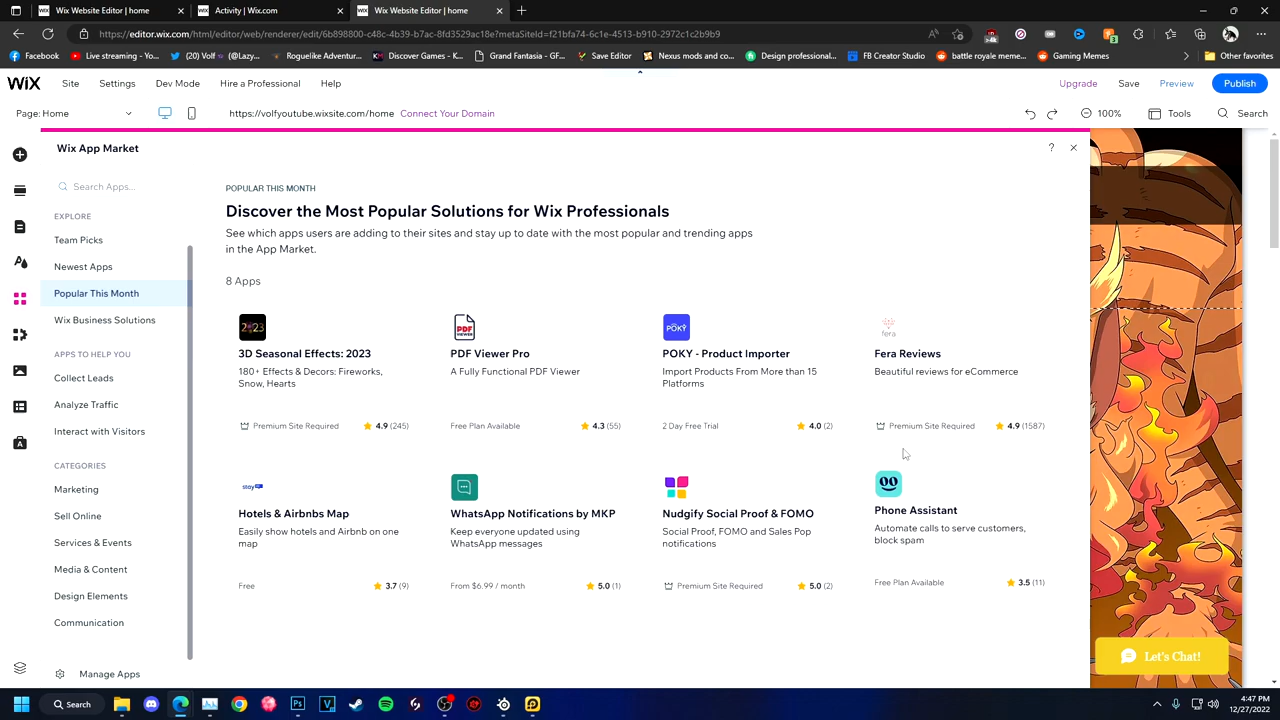 Wix Website Editor | home
Activity | home
Wix Website Editor | home
Wix Website Editor | home
https://editor.wix.com/html/editor/web/renderer/edit/6b898800-c48c-4b39-b7ac-8fd3529ac18e?metaSiteId=f21bfa74-6c1e-4513-b910-2972c1c2b9b9
Facebook
Live streaming - Yo...
(20) Volf
(@Lazy...
Roguelike Adventur...
Discover Games - K...
Grand Fantasia - GF...
Save Editor
Nexus mods and co...
Design professional...
FB Creator Studio
battle royale meme...
Gaming Memes
Other favorites
WiX
Site
Settings
Dev Mode
Hire a Professional
Help
Upgrade
Save
Preview
Publish
Page: Home
https://volfyoutube.wixsite.com/home
Connect Your Domain
100%
Tools
Search
Wix App Market
?
Search Apps...
EXPLORE
Team Picks
Newest Apps
Popular This Month
Wix Business Solutions
APPS TO HELP YOU
Collect Leads
Analyze Traffic
Interact with Visitors
CATEGORIES
Marketing
Sell Online
Services & Events
Media & Content
Design Elements
Communication
Manage Apps
POPULAR THIS MONTH
Discover the Most Popular Solutions for Wix Professionals
See which apps users are adding to their sites and stay up to date with the most popular and trending apps
in the App Market.
8 Apps
2023
3D Seasonal Effects: 2023
180+ Effects & Decors: Fireworks,
Snow, Hearts
Premium Site Required
4.9 (245)
PDF
VIEWER
PDF Viewer Pro
A Fully Functional PDF Viewer
Free Plan Available
4.3 (55)
POKY
POKY - Product Importer
Import Products From More than 15
Platforms
2 Day Free Trial
4.0 (2)
fera
Fera Reviews
Beautiful reviews for eCommerce
Premium Site Required
4.9 (1587)
stay
Hotels & Airbnbs Map
Easily show hotels and Airbnb on one
map
Free
3.7 (9)
WhatsApp Notifications by MKP
Keep everyone updated using
WhatsApp messages
From $6.99 / month
5.0 (1)
Nudgify Social Proof & FOMO
Social Proof, FOMO and Sales Pop
notifications
Premium Site Required
5.0 (2)
Phone Assistant
Automate calls to serve customers,
block spam
Free Plan Available
3.5 (11)
Let's Chat!
Search
4:47 PM
12/27/2022